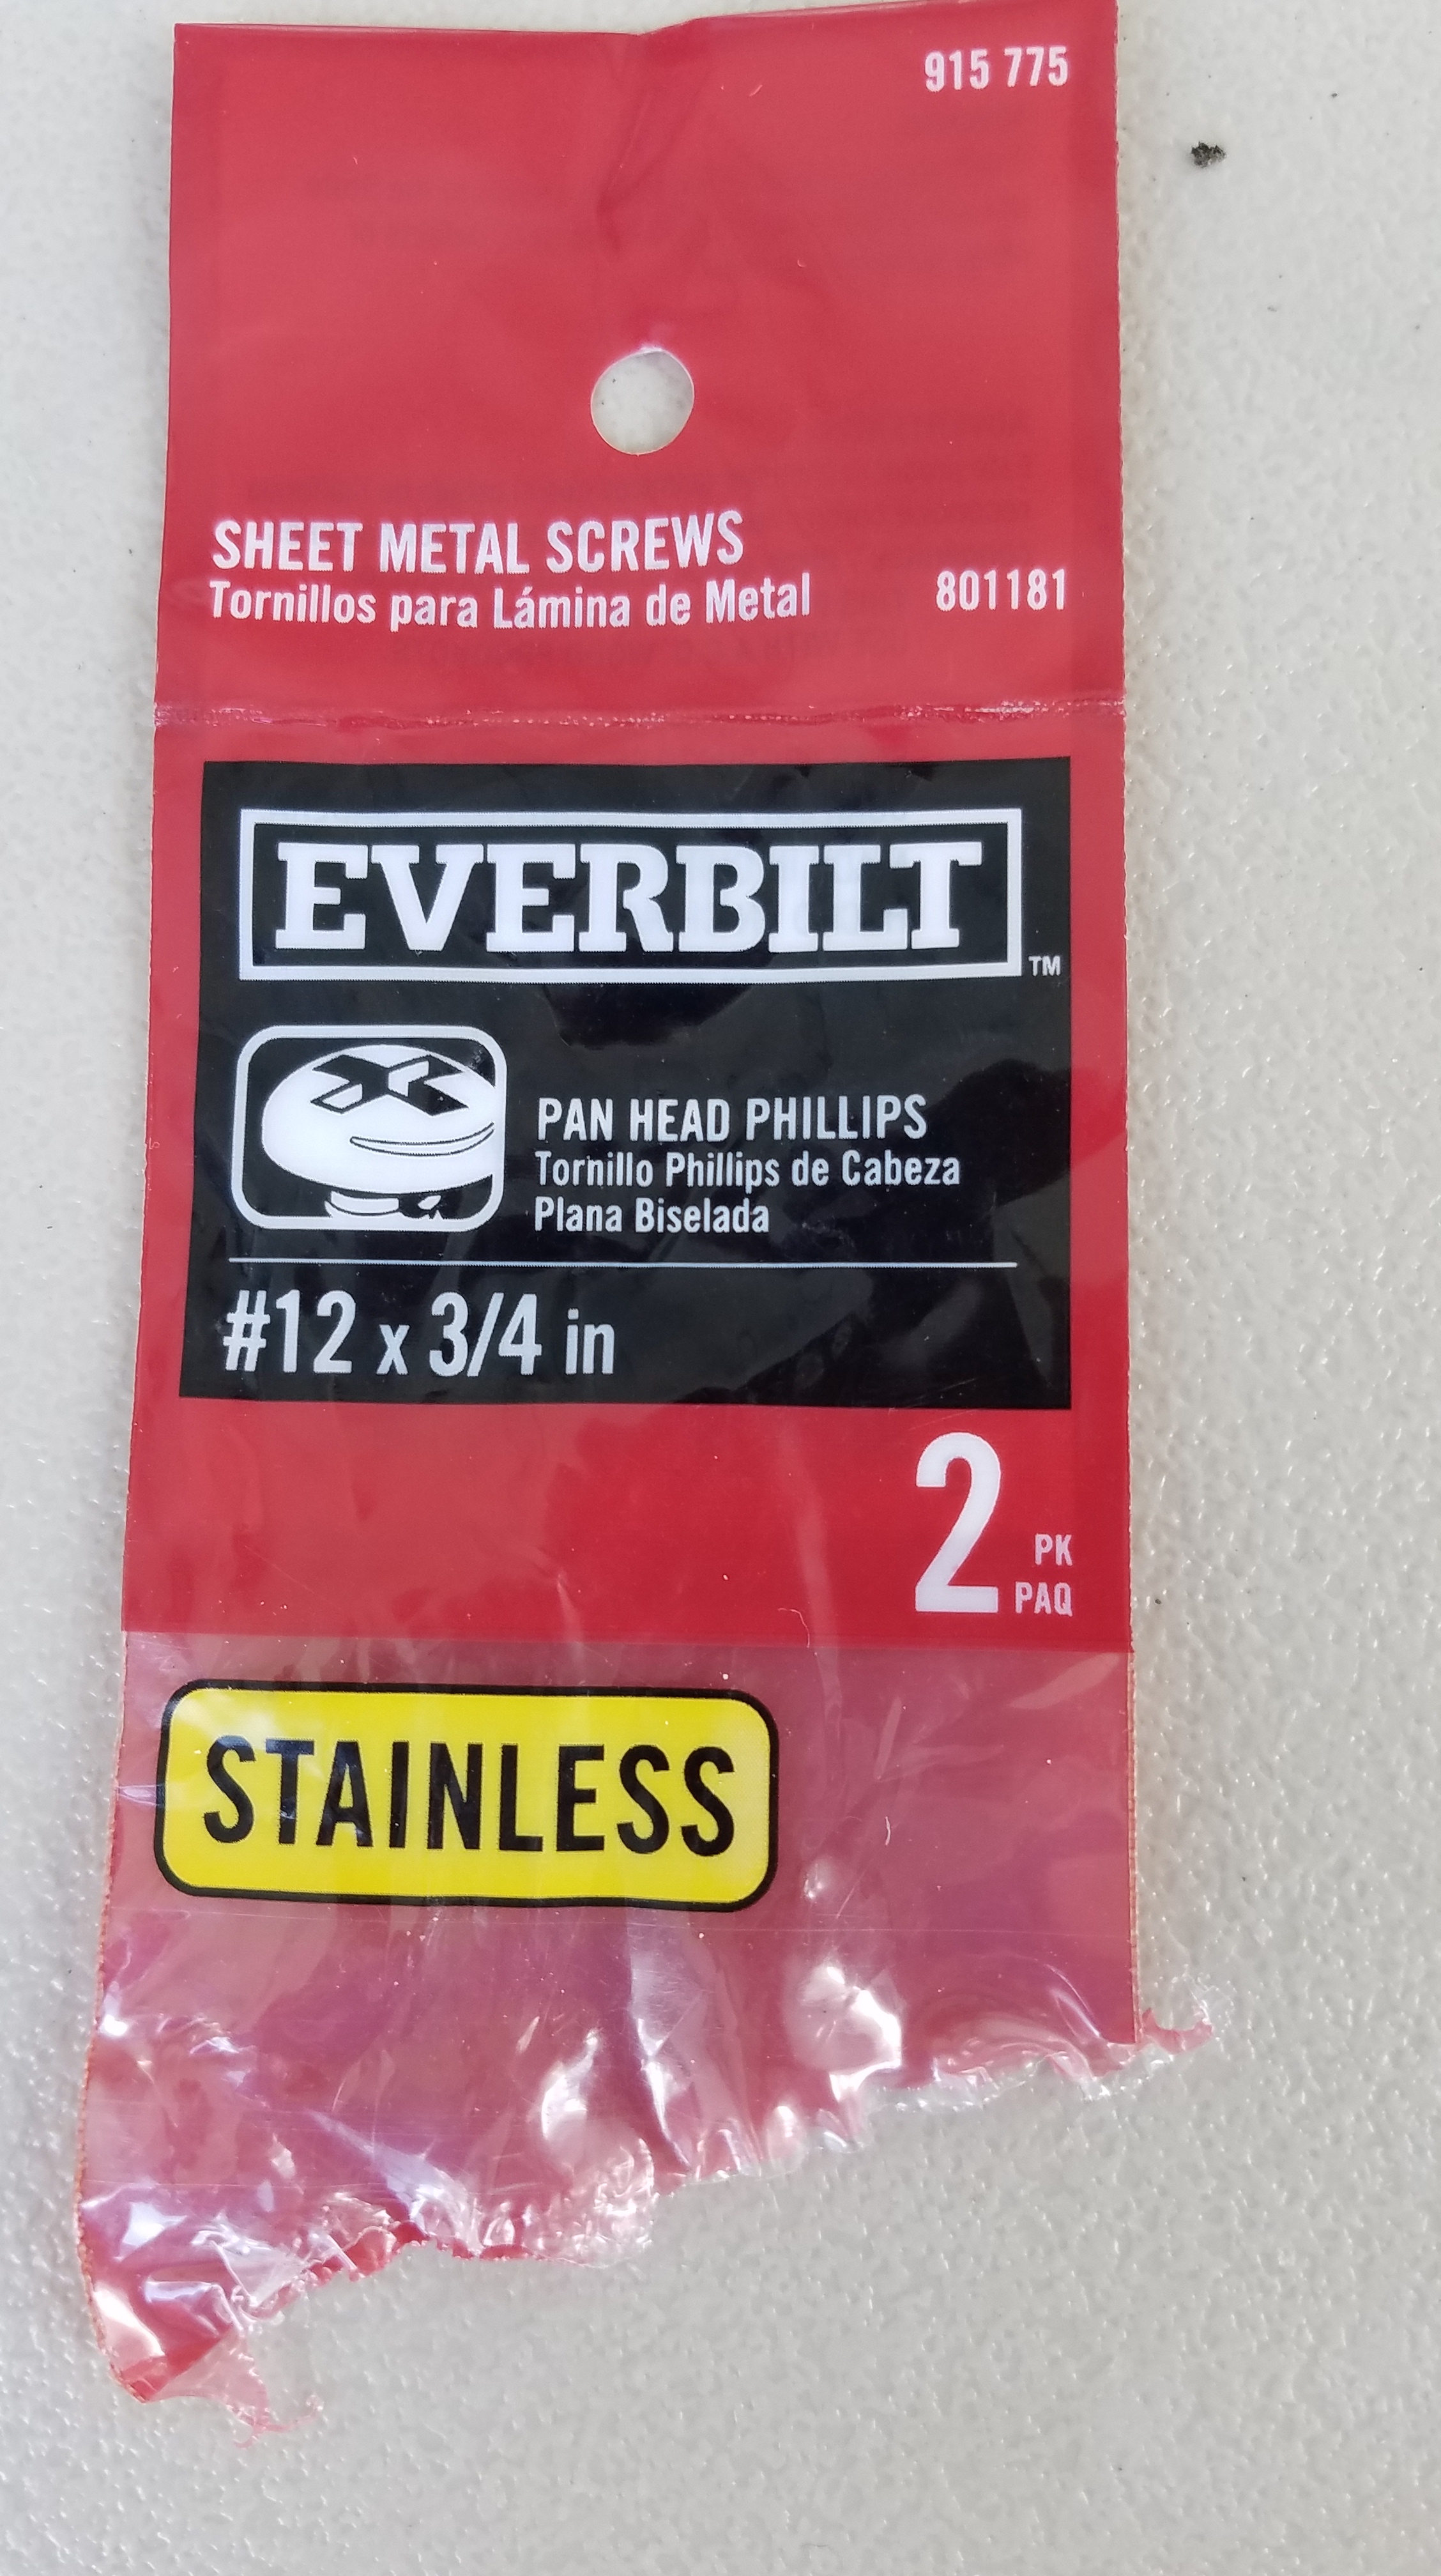 915 775
SHEET METAL SCREWS
Tornillos para Lámina de Metal
801181
EVERBILT
TM
PAN HEAD PHILLIPS
Tornillo Phillips de Cabeza
Plana Biselada
#12 x 3/4 in
2
PK
PAQ
STAINLESS